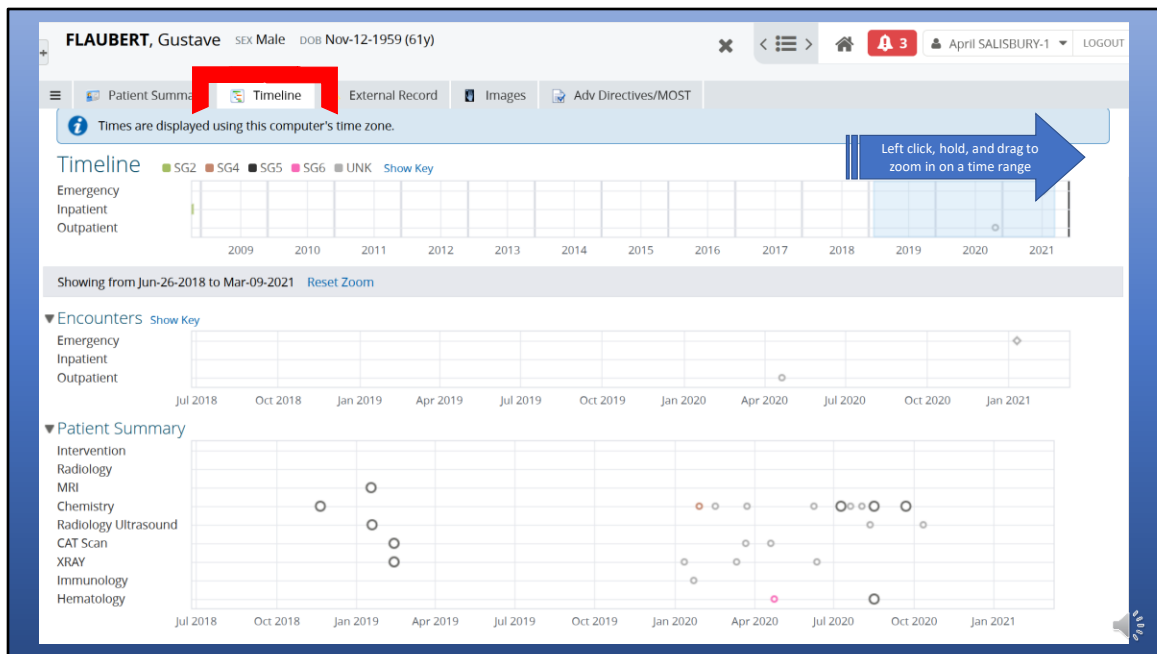 FLAUBERT, Gustave SEX Male DOB Nov-12-1959 (61y)
3
April SALISBURY-1
LOGOUT
Patient Summa
Timeline
External Record
Images
Adv Directives/MOST
Times are displayed using this computer's time zone.
Left click, hold, and drag to
zoom in on a time range
Timeline SG2 SG4 SG5 SG6 UNK Show Key
Emergency
Inpatient
Outpatient
2009 2010 2011 2012 2013 2014 2015 2016 2017 2018 2019 2020 2021
Showing from Jun-26-2018 to Mar-09-2021 Reset Zoom
Encounters Show Key
Emergency
Inpatient
Outpatient
Jul 2018 Oct 2018 Jan 2019 Apr 2019 Jul 2019 Oct 2019 Jan 2020 Apr 2020 Jul 2020 Oct 2020 Jan 2021
Patient Summary
Intervention
Radiology
MRI
Chemistry
Radiology Ultrasound
CAT Scan
XRAY
Immunology
Hematology
Jul 2018 Oct 2018 Jan 2019 Apr 2019 Jul 2019 Oct 2019 Jan 2020 Apr 2020 Jul 2020 Oct 2020 Jan 2021